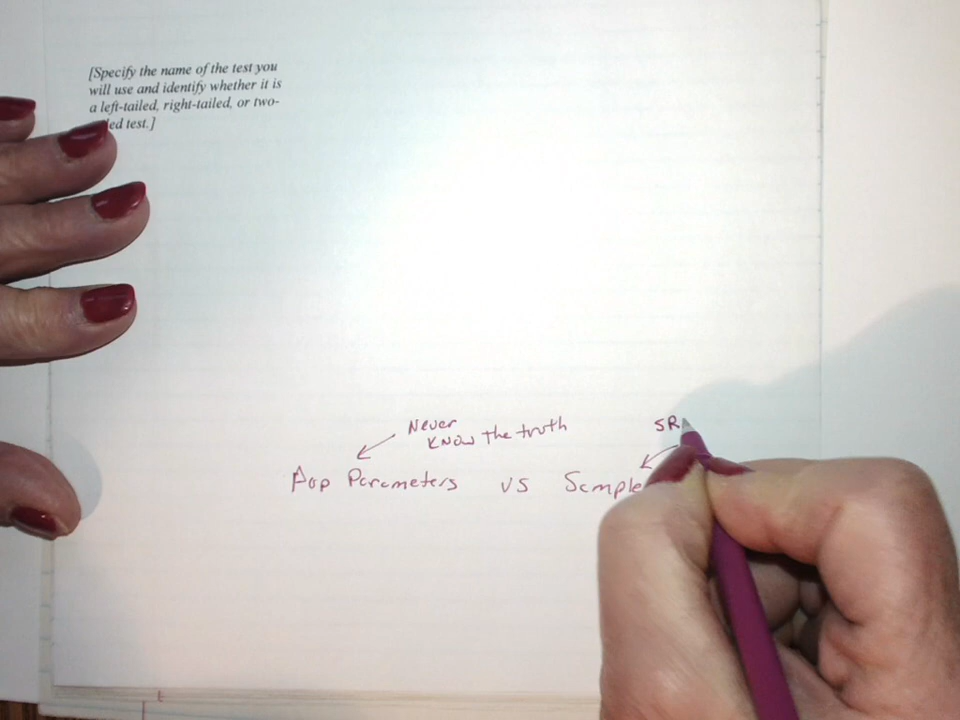 [Specify the name of the test you
will use and identify whether it is
a left-tailed, right-tailed, or two-
ed test.]
Never
know the truth
SR
Pop Parameters vs Sample